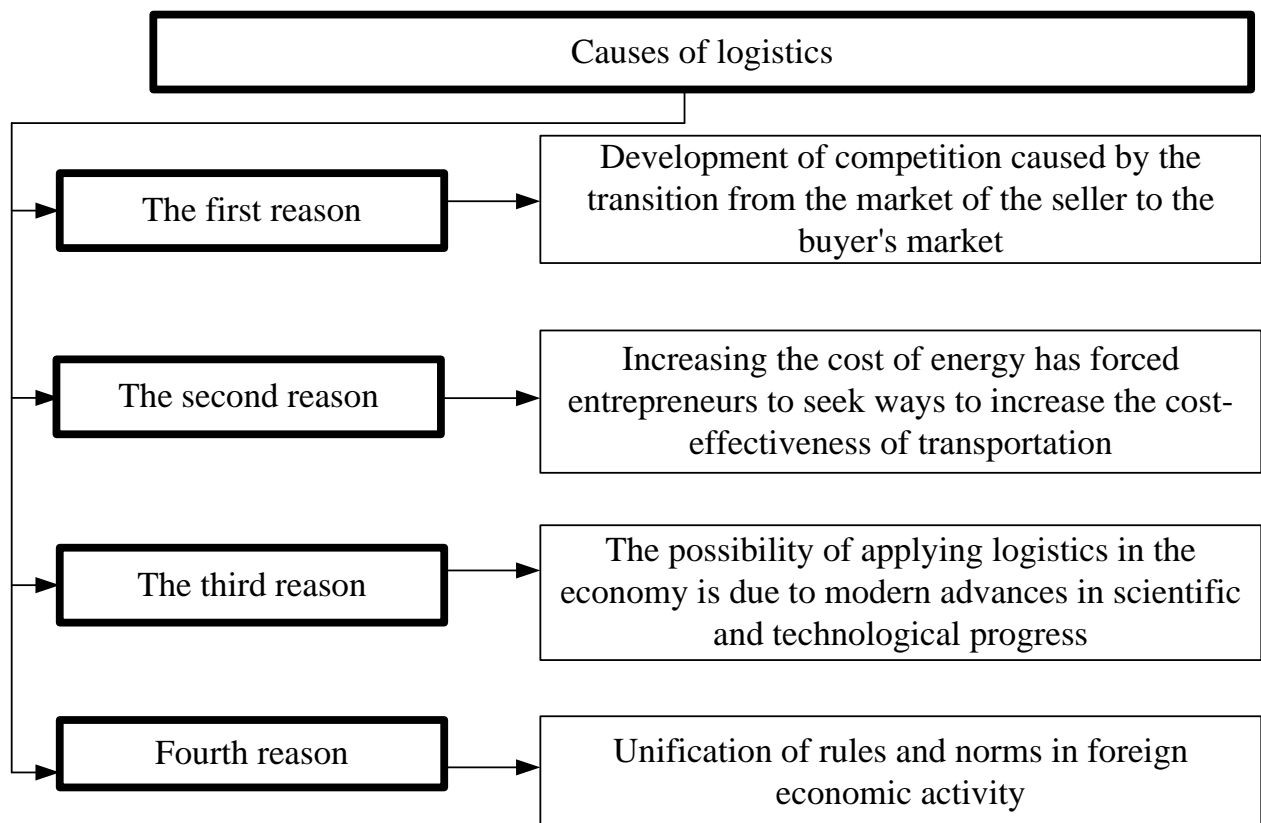 Causes of logistics
The first reason
Development of competition caused by the
transition from the market of the seller to the
buyer's market
The second reason
Increasing the cost of energy has forced
entrepreneurs to seek ways to increase the cost-
effectiveness of transportation
The third reason
The possibility of applying logistics in the
economy is due to modern advances in scientific
and technological progress
Fourth reason
Unification of rules and norms in foreign
economic activity